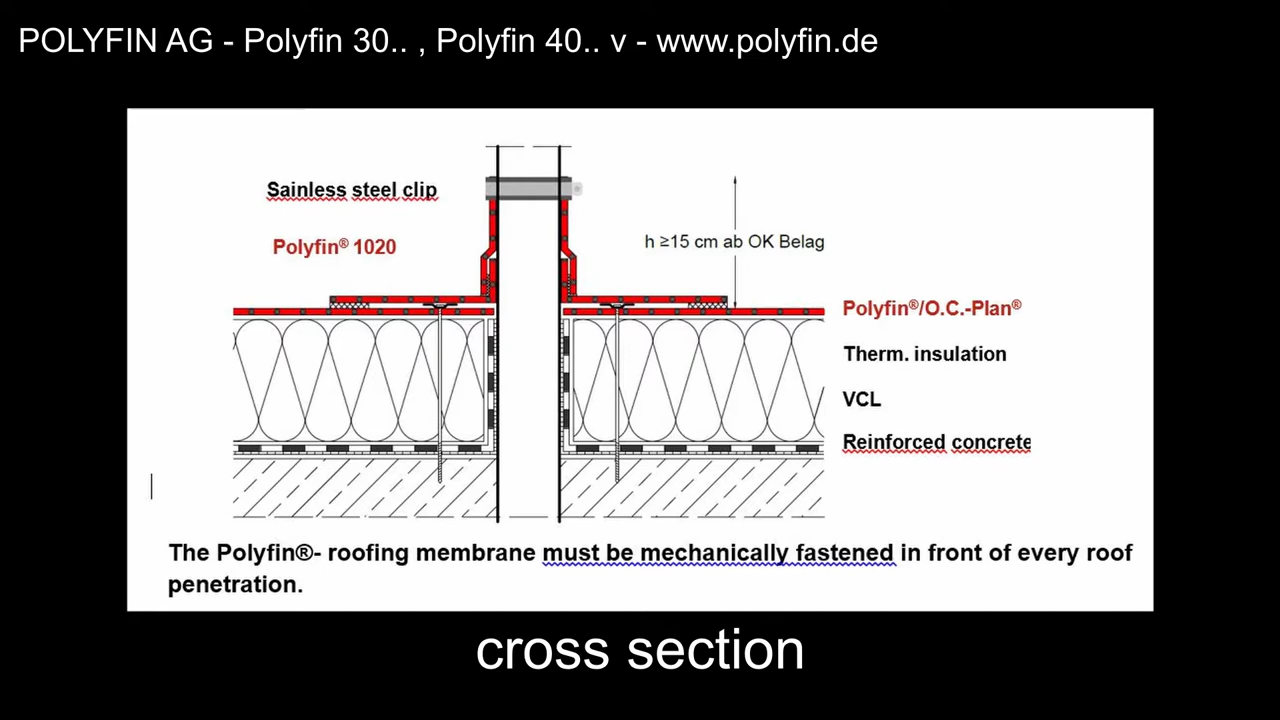 POLYFIN AG - Polyfin 30.. , Polyfin 40.. v - www.polyfin.de
Sainless steel clip
Polyfin® 1020
h ≥15 cm ab OK Belag
Polyfin®/O.C.-Plan®
Therm. insulation
VCL
Reinforced concrete
The Polyfin®- roofing membrane must be mechanically fastened in front of every roof
penetration.
cross section